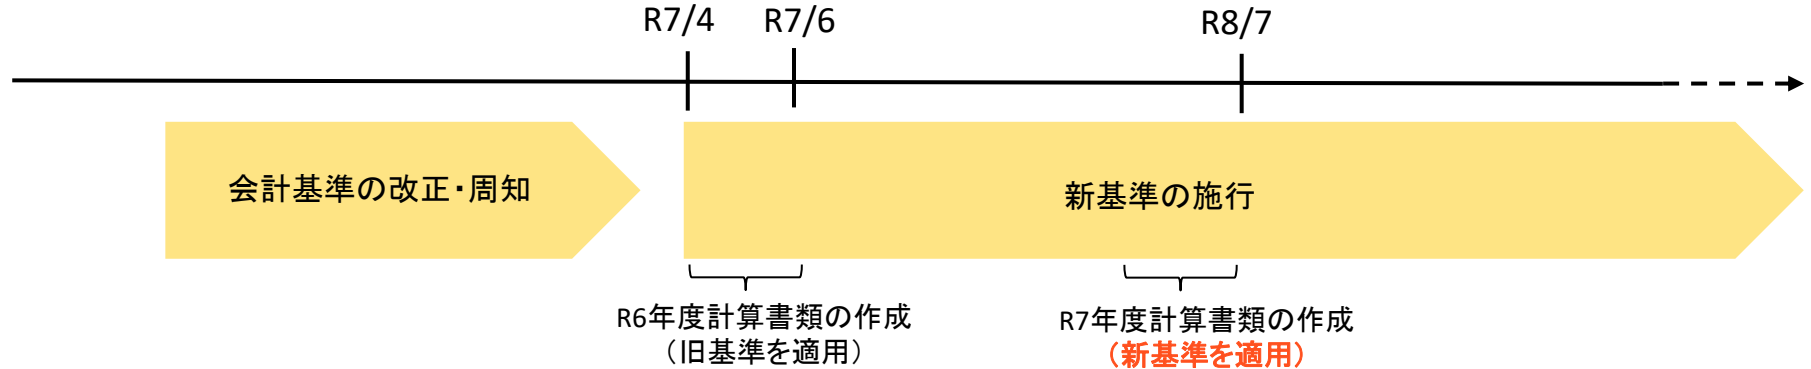 R7/4
R7/6
R8/7
会計基準の改正・周知
新基準の施行
R6年度計算書類の作成
（旧基準を適用）
R7年度計算書類の作成
（新基準を適用）